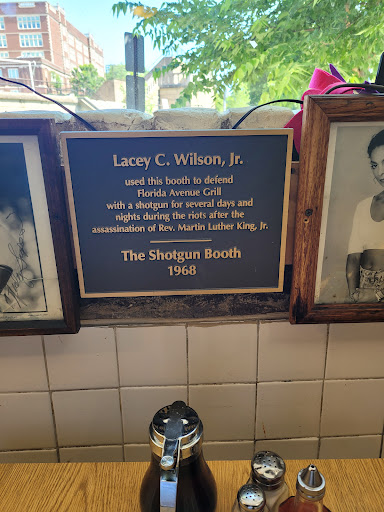 Lacey C. Wilson, Jr.
used this booth to defend
Florida Avenue Grill
with a shotgun for several days and
nights during the riots after the
assassination of Rev. Martin Luther King, Jr.
The Shotgun Booth
1968